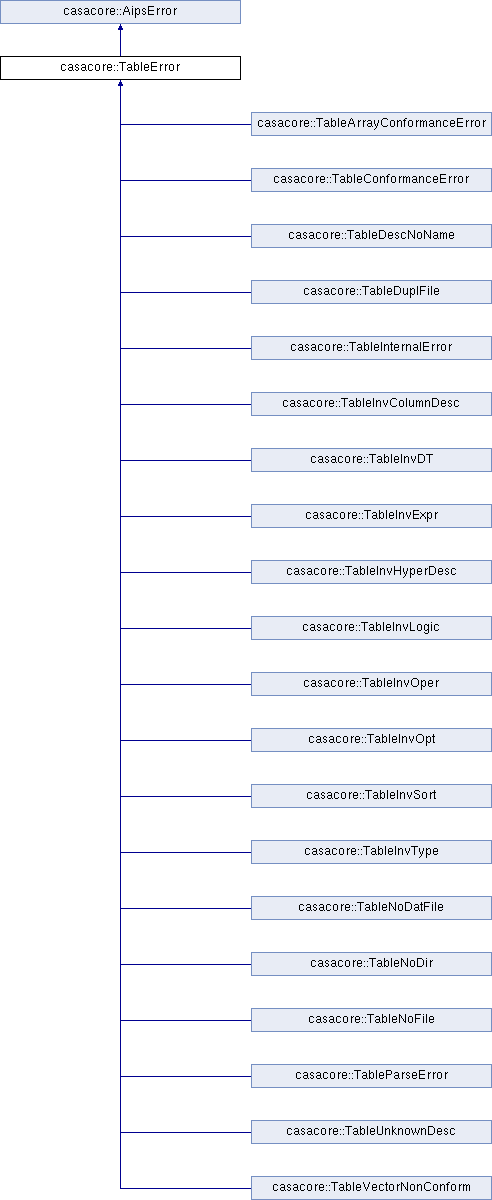 casacore::AipsError
casacore::TableError
casacore::TableArrayConformanceError
casacore::TableConformanceError
casacore::TableDescNoName
casacore::TableDuplFile
casacore::TableInternalError
casacore::TableInvColumnDesc
casacore::TableInvDT
casacore::TableInvExpr
casacore::TableInvHyperDesc
casacore::TableInvLogic
casacore::TableInvOper
casacore::TableInvOpt
casacore::TableInvSort
casacore::TableInvType
casacore::TableNoDatFile
casacore::TableNoDir
casacore::TableNoFile
casacore::TableParseError
casacore::TableUnknownDesc
casacore::TableVectorNonConform